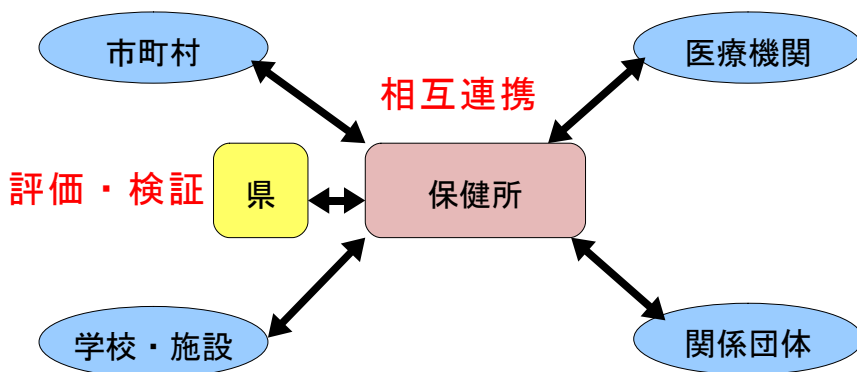 市町村
医療機関
相互連携
評価・検証
県
保健所
学校・施設
関係団体